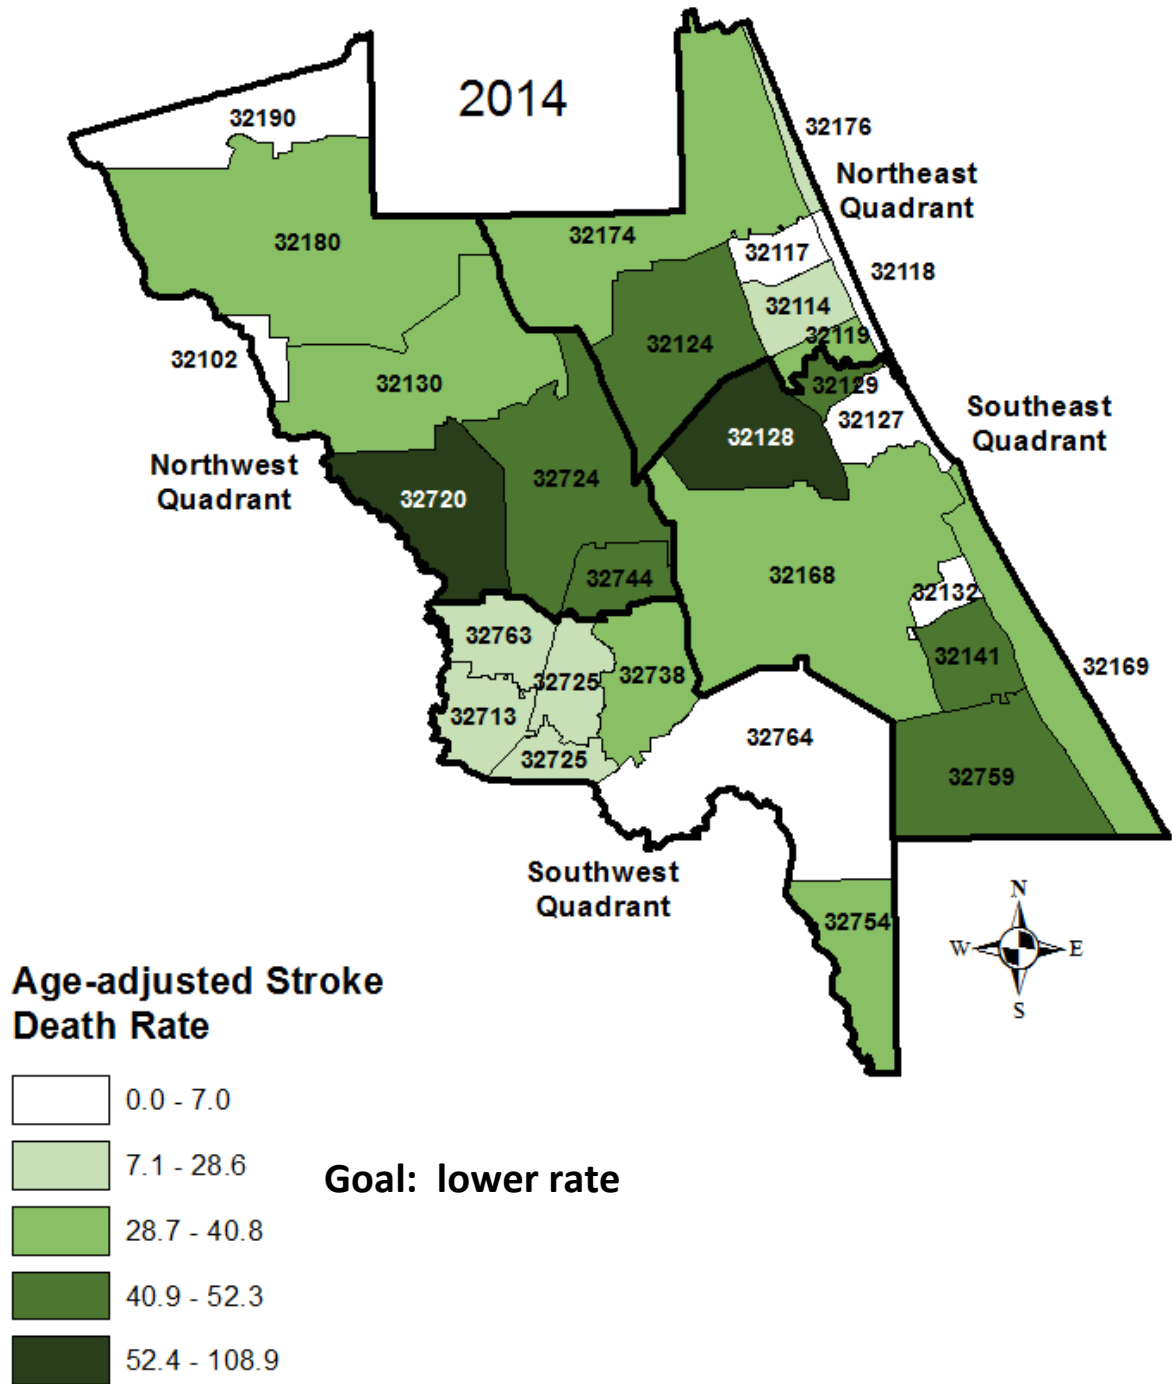 2014
32190
32176
Northeast
Quadrant
32180
32174
32117
32118
32114
32119
32124
32102
32130
32129
32127
Southeast
Quadrant
32128
Northwest
Quadrant
32724
32720
32744
32168
32132
32763
32141
32169
32725
32738
32713
32764
32725
32759
Southwest
Quadrant
32754
N
W
E
S
Age-adjusted Stroke
Death Rate
0.0 - 7.0
7.1 - 28.6
Goal: lower rate
28.7 - 40.8
40.9 - 52.3
52.4 - 108.9